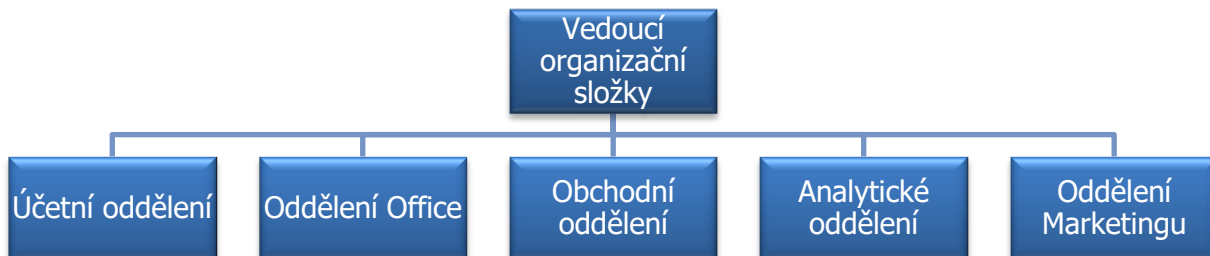 Vedoucí
organizační
složky
Účetní oddělení
Oddělení Office
Obchodní
oddělení
Analytické
oddělení
Oddělení
Marketingu